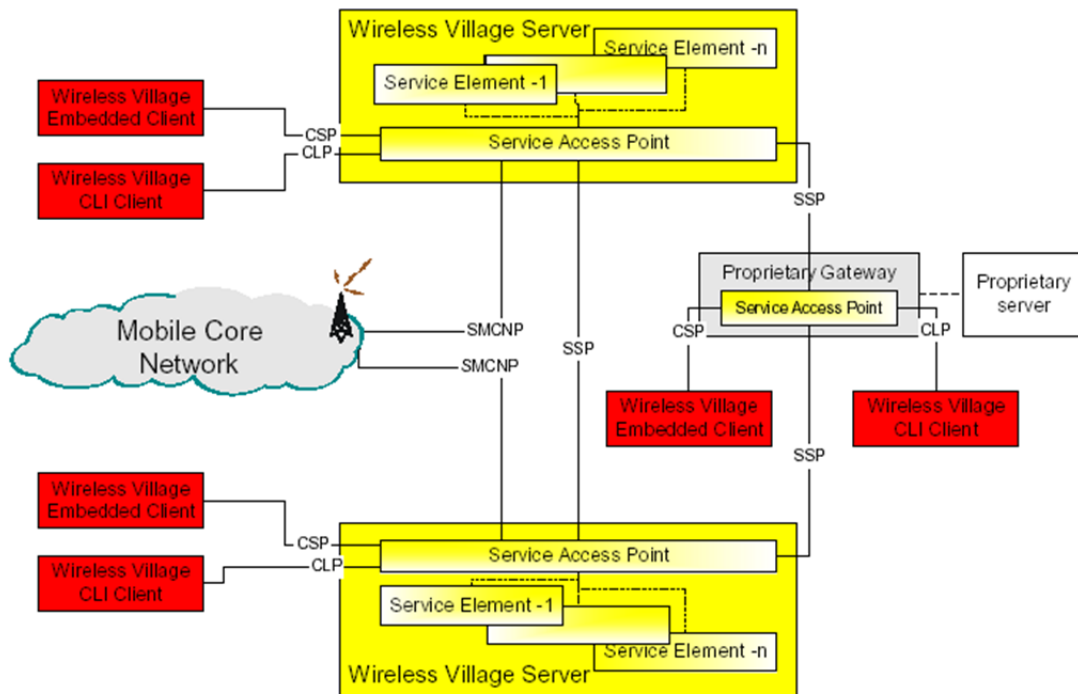 Wireless Village Server
Service Element -n
Service Element -1
Wireless Village
Embedded Client
CSP
Service Access Point
CLP
Wireless Village
CLI Client
SSP
Proprietary Gateway
Proprietary
server
Service Access Point
Mobile Core
Network
SMCNP
SSP
CSP
CLP
SMCNP
Wireless Village
Embedded Client
Wireless Village
CLI Client
SSP
Wireless Village
Embedded Client
CSP
Service Access Point
CLP
Wireless Village
CLI Client
Service Element -1
Service Element -n
Wireless Village Server